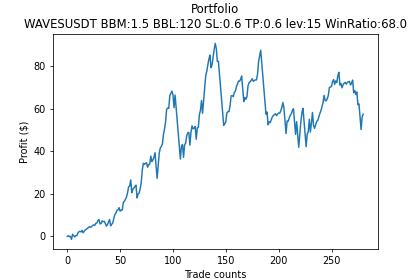 Portfolio
WAVESUSDT BBM:1.5 BBL:120 SL:0.6 TP:0.6 lev:15 WinRatio:68.0
Profit ($)
80
60
40
20
0
0 50 100 150 200 250
Trade counts